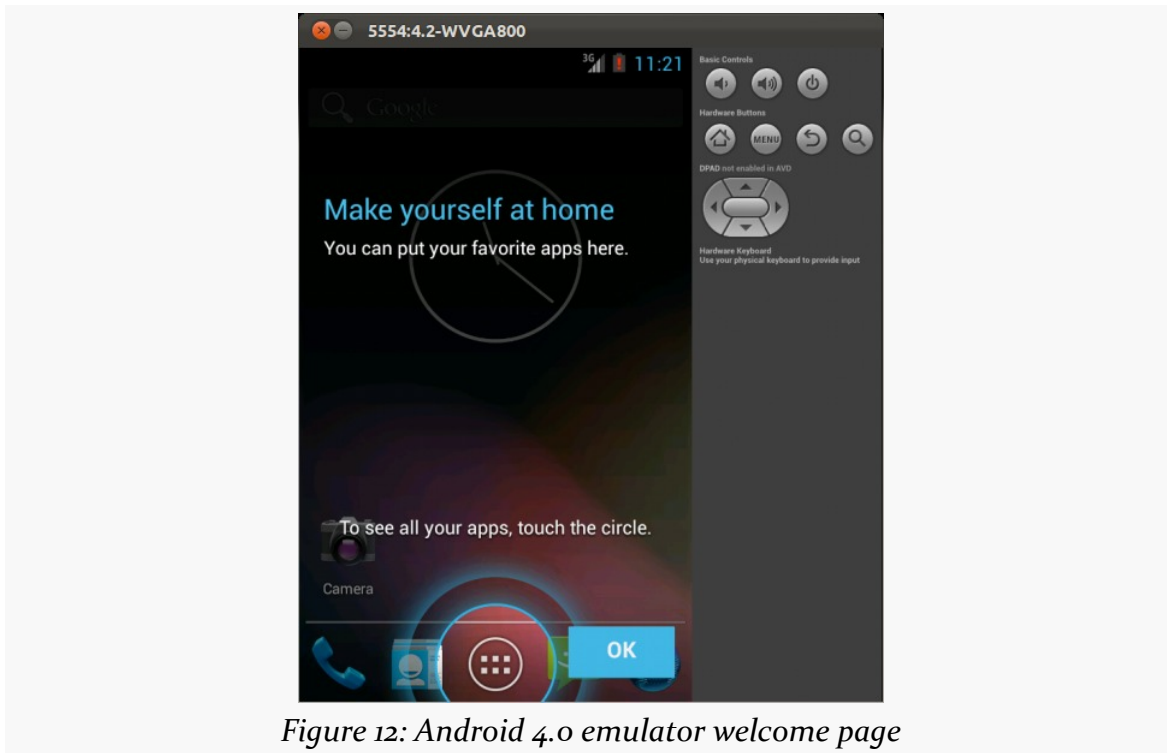 5554:4.2-WVGA800
3G 11:21
Google
Make yourself at home
You can put your favorite apps here.
To see all your apps, touch the circle.
Camera
OK
Basic Controls
Hardware Buttons
MENU
DPAD not enabled in AVD
Hardware Keyboard
Use your physical keyboard to provide input
Figure 12: Android 4.0 emulator welcome page